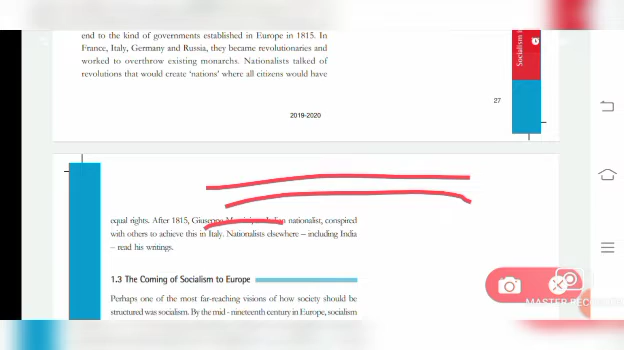 end to the kind of governments established in Europe in 1815. In
France, Italy, Germany and Russia, they became revolutionaries and
worked to overthrow existing monarchs. Nationalists talked of
revolutions that would create ‘nations’ where all citizens would have
Socialism
27
2019-2020
equal rights. After 1815, Giuseppe nationalist, conspired
with others to achieve this in Italy. Nationalists elsewhere – including India
– read his writings.
1.3 The Coming of Socialism to Europe
Perhaps one of the most far-reaching visions of how society should be
structured was socialism. By the mid - nineteenth century in Europe, socialism
MASTER RECORDER